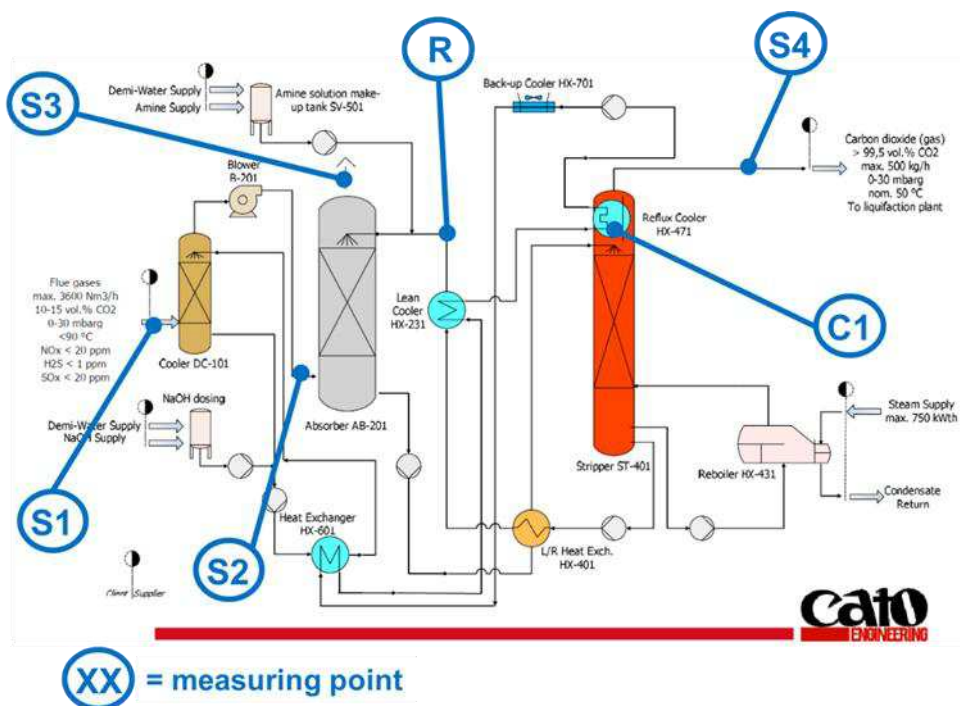 R
S4
S3
Demi-Water Supply
Amine Supply
Amine solution make-
up tank SV-501
Back-up Cooler HX-701
Carbon dioxide (gas)
> 99,5 vol.% CO2
max. 500 kg/h
0-30 mbarg
nom. 50 °C
To liquifaction plant
Blower
B-201
Reflux Cooler
HX-471
Flue gases
max. 3600 Nm3/h
10-15 vol.% CO2
0-30 mbarg
<90 °C
NOx < 20 ppm
H2S < 1 ppm
SOx < 20 ppm
Lean
Cooler
HX-231
C1
Cooler DC-101
NaOH dosing
Demi-Water Supply
NaOH Supply
Absorber AB-201
Steam Supply
max. 750 kWth
Stripper ST-401
Reboiler HX-431
Condensate
Return
S1
S2
Heat Exchanger
HX-601
L/R Heat Exch.
HX-401
Client Supplier
cato
ENGINEERING
XX = measuring point